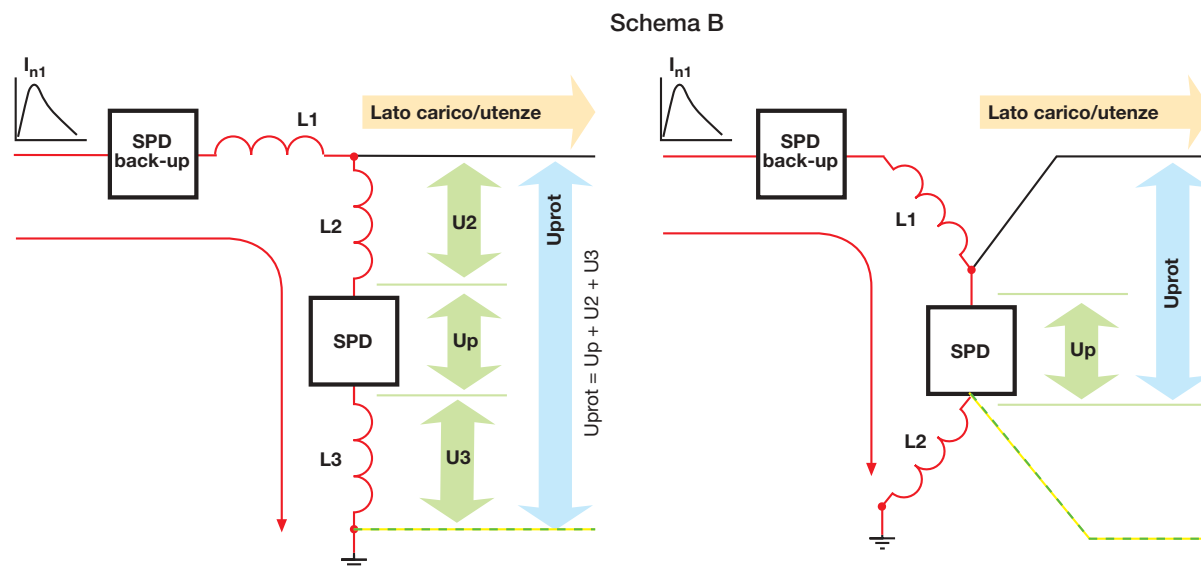 Schema B
In1
Lato carico/utenze
SPD
back-up
L1
L2
U2
Uprot
SPD
Up
Uprot = Up + U2 + U3
L3
U3
In1
Lato carico/utenze
SPD
back-up
L1
Uprot
SPD
Up
L2